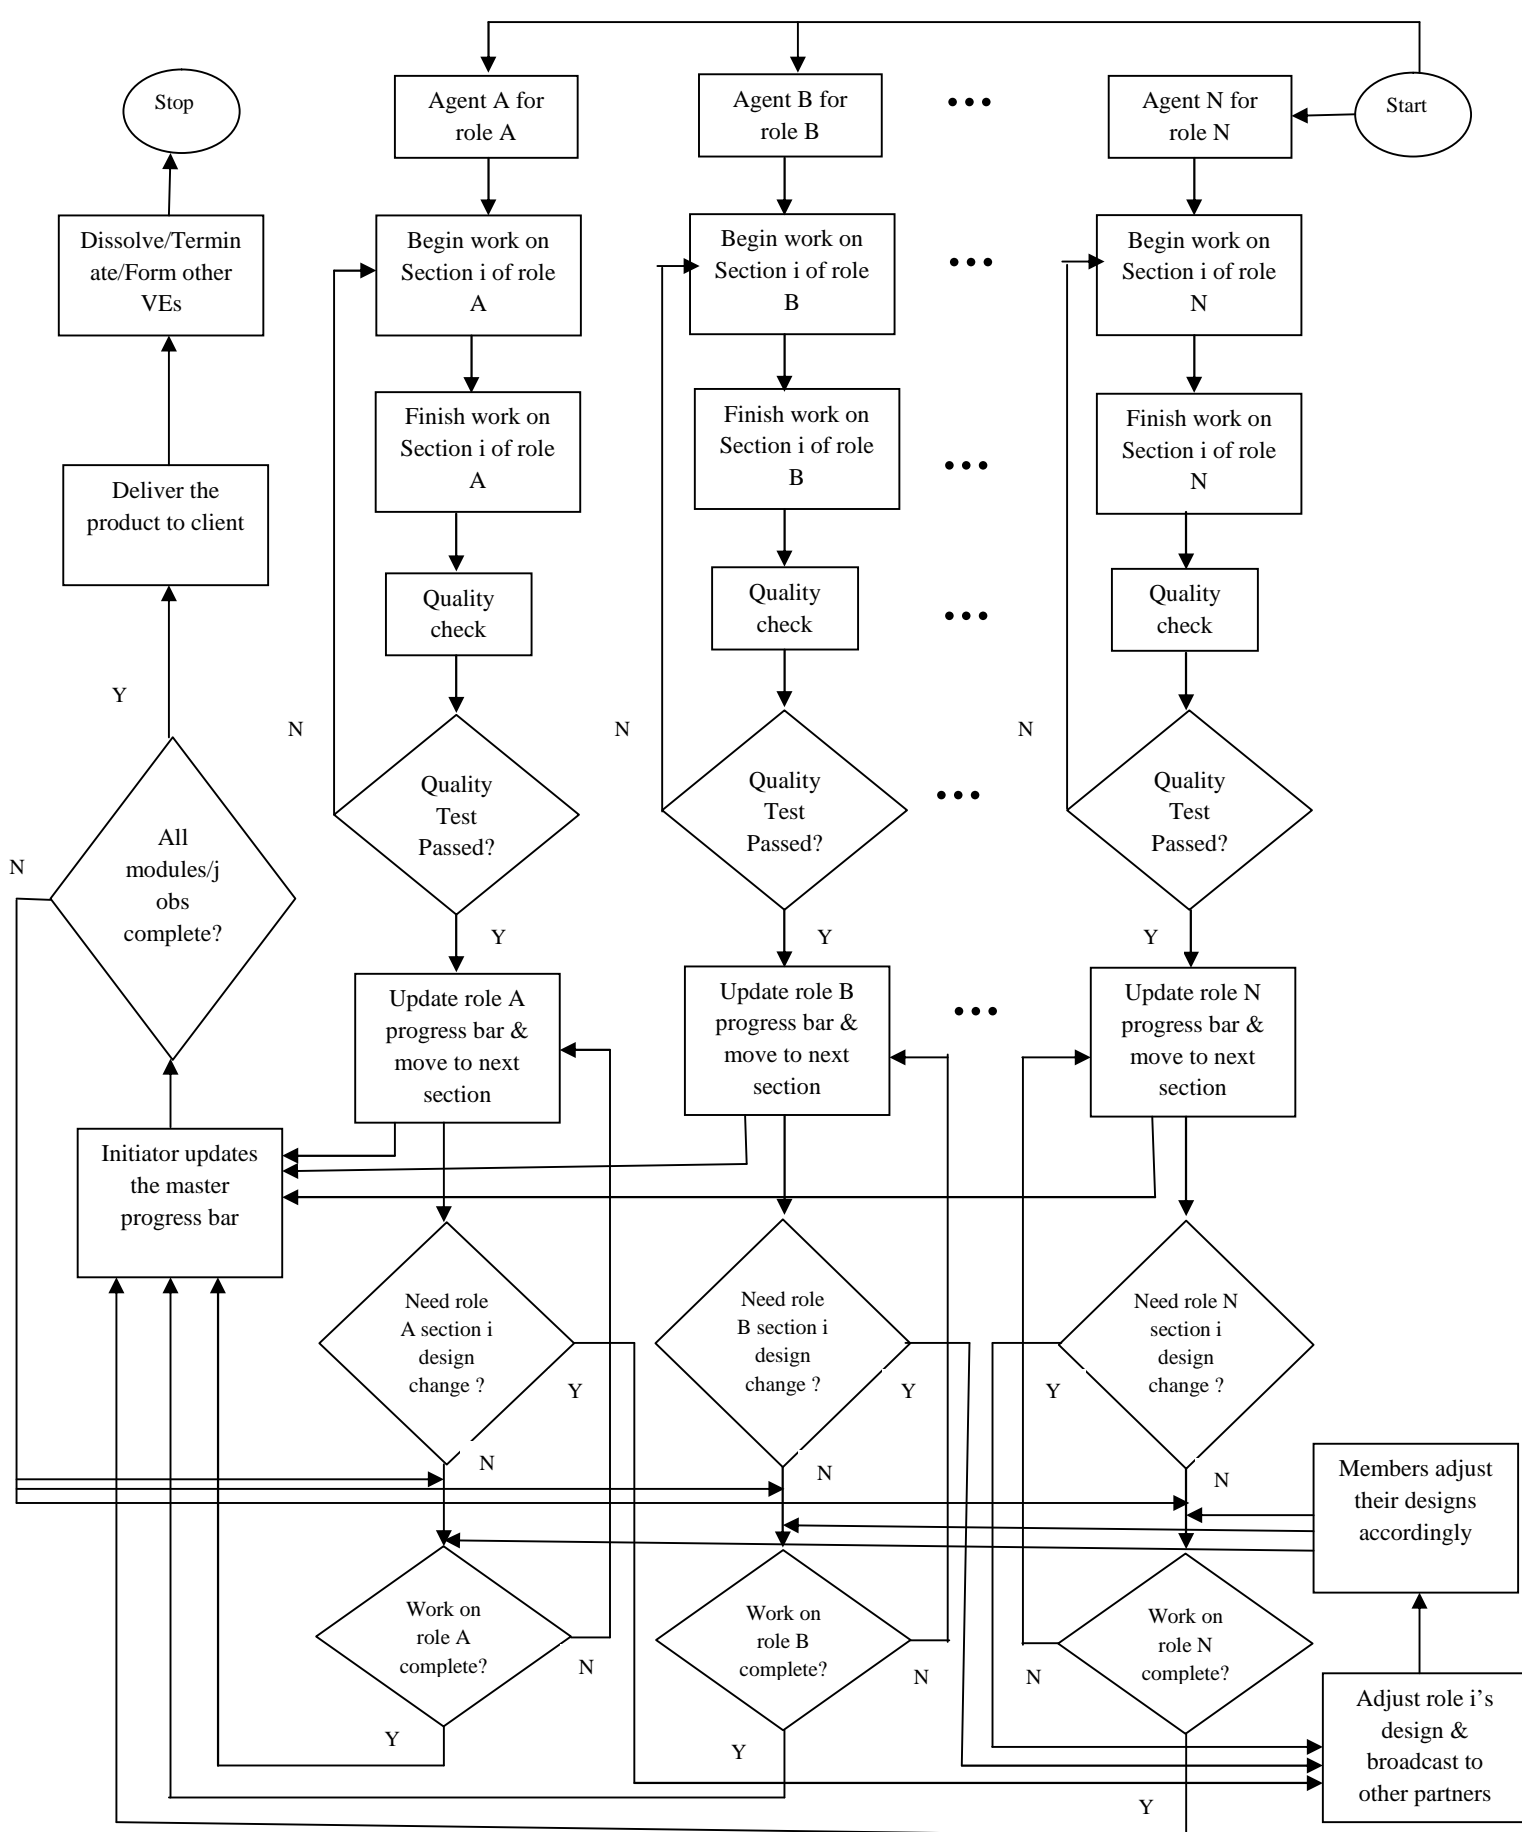 Stop
Agent A for
role A
Agent B for
role B
•••
Agent N for
role N
Start
Dissolve/Termin
ate/Form other
VEs
Begin work on
Section i of role
A
Begin work on
Section i of role
B
•••
Begin work on
Section i of role
N
Deliver the
product to client
Finish work on
Section i of role
A
Finish work on
Section i of role
B
•••
Finish work on
Section i of role
N
Quality
check
Quality
check
•••
Quality
check
Y
N
N
N
All
modules/j
obs
complete?
N
Quality
Test
Passed?
Quality
Test
Passed?
•••
Quality
Test
Passed?
Y
Y
Y
Update role A
progress bar &
move to next
section
Update role B
progress bar &
move to next
section
•••
Update role N
progress bar &
move to next
section
Initiator updates
the master
progress bar
Need role
A section i
design
change ?
Y
N
Need role
B section i
design
change ?
Y
N
Need role N
section i
design
change ?
Y
N
Members adjust
their designs
accordingly
Work on
role A
complete?
N
Y
Work on
role B
complete?
N
Y
Work on
role N
complete?
N
Y
Adjust role i’s
design &
broadcast to
other partners